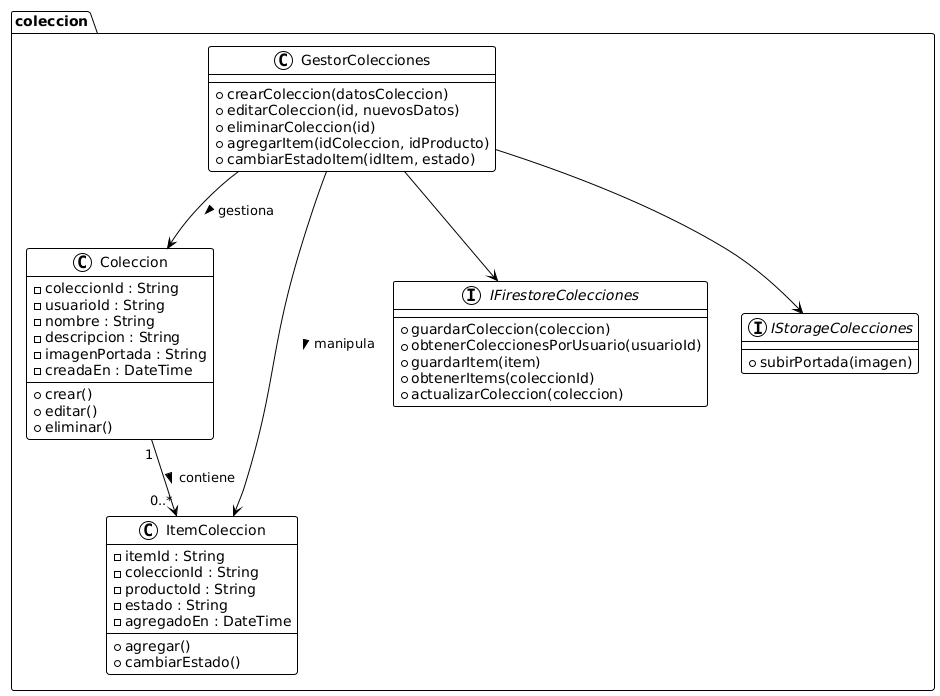 coleccion
C GestorColecciones
crearColeccion(datosColeccion)
editarColeccion(id, nuevosDatos)
eliminarColeccion(id)
agregarItem(idColeccion, idProducto)
cambiarEstadoItem(idItem, estado)
gestiona
C Coleccion
coleccionId : String
usuarioId : String
nombre : String
descripcion : String
imagenPortada : String
creadaEn : DateTime
crear()
editar()
eliminar()
manipula
I IFirestoreColecciones
guardarColeccion(coleccion)
obtenerColeccionesPorUsuario(usuarioId)
guardarItem(item)
obtenerItems(coleccionId)
actualizarColeccion(coleccion)
I IStorageColecciones
subirPortada(imagen)
1
contiene
0..*
C ItemColeccion
itemId : String
coleccionId : String
productoId : String
estado : String
agregadoEn : DateTime
agregar()
cambiarEstado()